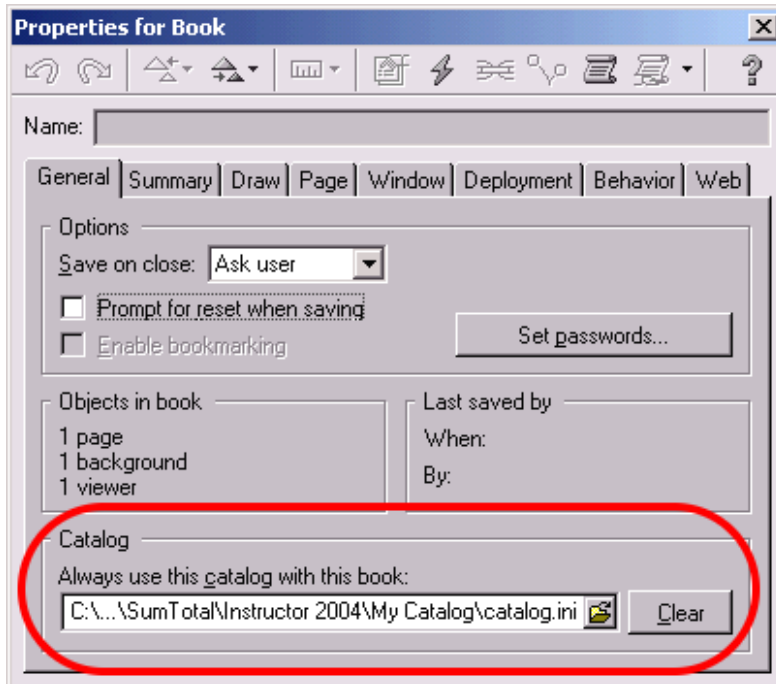 Properties for Book
Name:
General Summary Draw Page Window Deployment Behavior Web
Options
Save on close: Ask user
Prompt for reset when saving
Enable bookmarking
Set passwords...
Objects in book
1 page
1 background
1 viewer
Last saved by
When:
By:
Catalog
Always use this catalog with this book:
C:\...\SumTotal\Instructor 2004\My Catalog\catalog.ini Clear